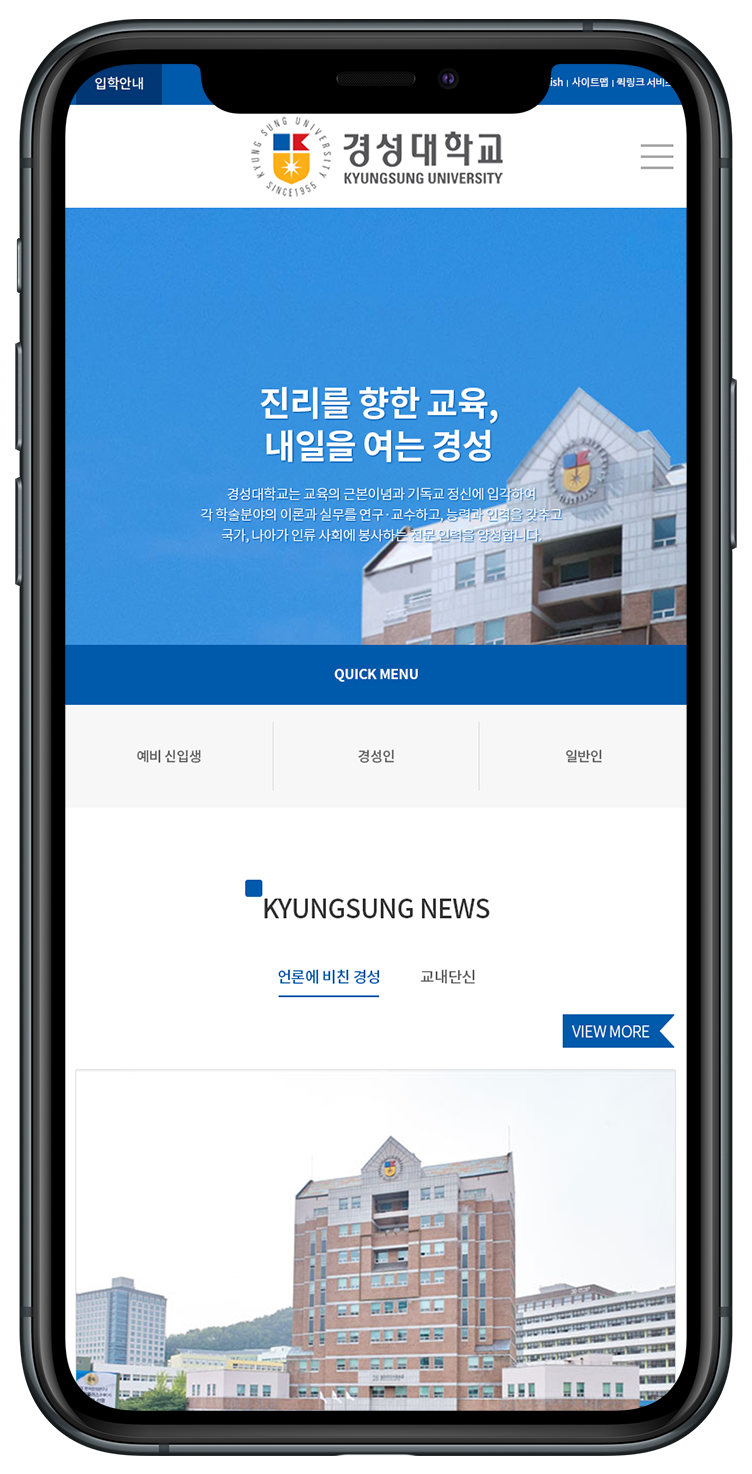 입학안내
ish | 사이트맵 | 퀵링크 서비스
KYUNG SUNG UNIVERSITY
SINCE1955
경성대학교
KYUNGSUNG UNIVERSITY
진리를 향한 교육,
내일을 여는 경성
경성대학교는 교육의 근본이념과 기독교 정신에 입각하여
각 학술분야의 이론과 실무를 연구·교수하고, 능력과 인격을 갖추고
국가, 나아가 인류 사회에 봉사하는 전문 인력을 양성합니다.
QUICK MENU
예비 신입생
경성인
일반인
KYUNGSUNG NEWS
언론에 비친 경성
교내단신
VIEW MORE